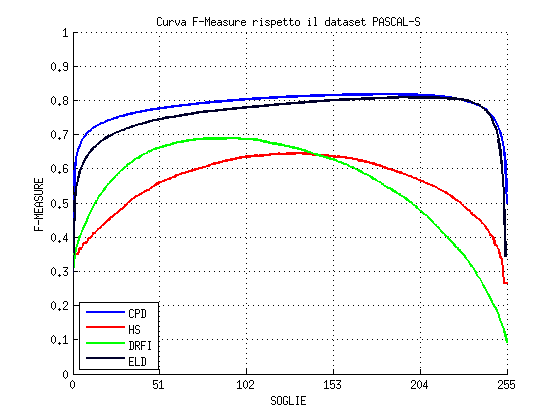 Curva F-Measure rispetto il dataset PASCAL-S
1
0.9
0.8
0.7
0.6
0.5
0.4
0.3
0.2
0.1
0
F-MEASURE
CPD
HS
DRFI
ELD
0 51 102 153 204 255
SOGLIE